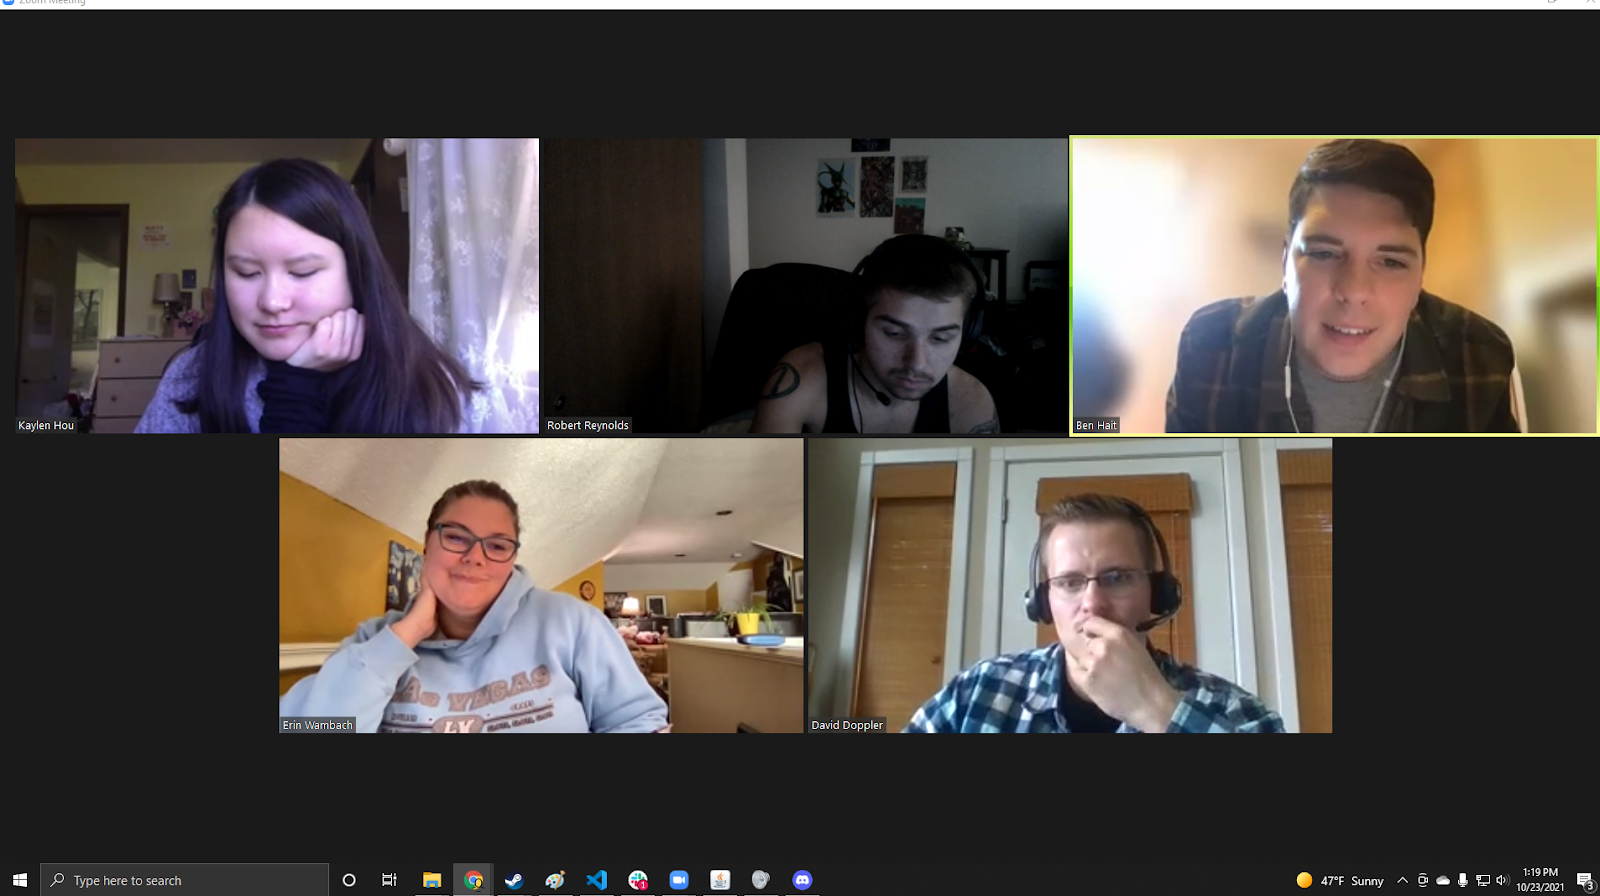 Zoom Meeting
Kaylen Hou
Robert Reynolds
Ben Hait
LAS VEGAS
Erin Wambach
David Doppler
Type here to search
1
47°F Sunny
1:19 PM
10/23/2021
3